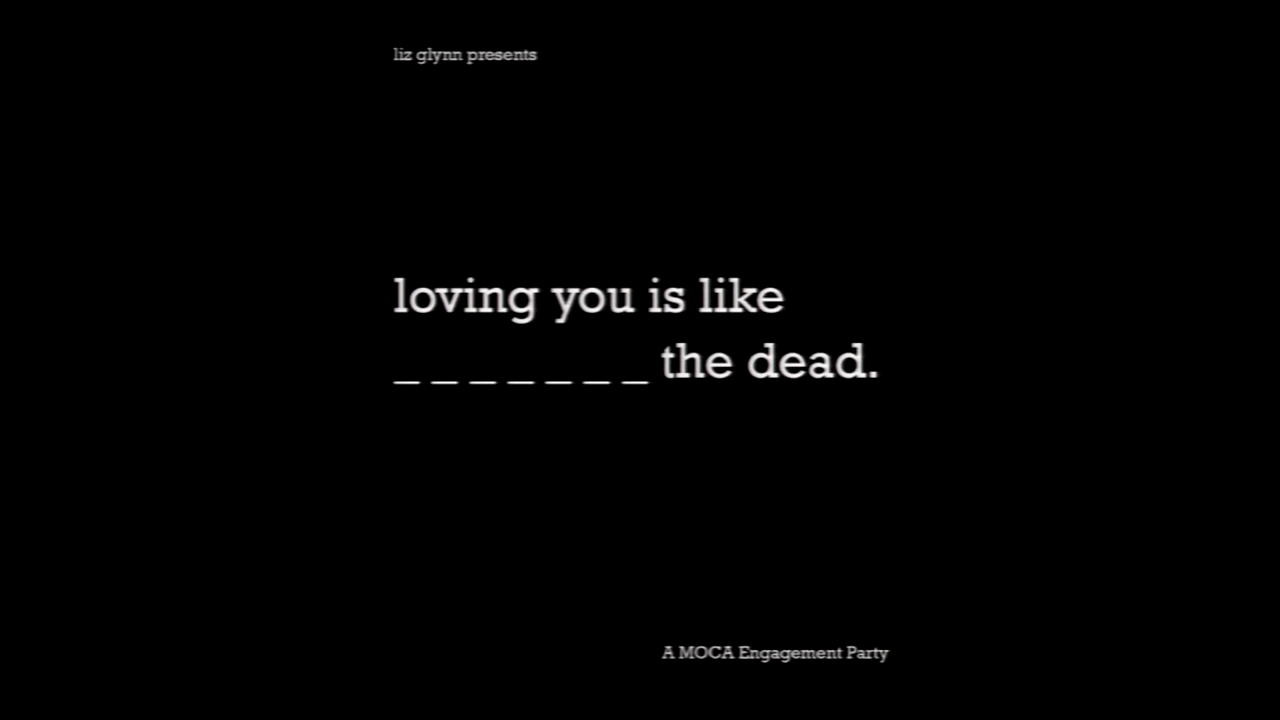 liz glynn presents
loving you is like
_ _ _ _ _ _ _ the dead.
A MOCA Engagement Party